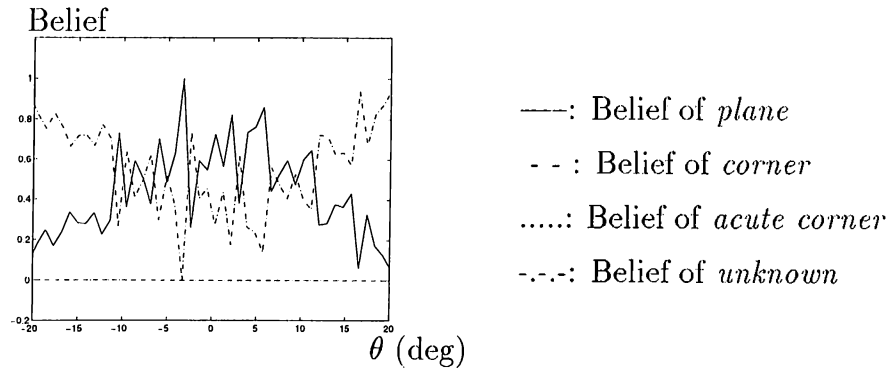 Belief
1
0.8
0.6
0.4
0.2
0
-0.2
-20 -15 -10 -5 0 5 10 15 20
θ (deg)
——: Belief of plane
- - : Belief of corner
.....: Belief of acute corner
-.-.-: Belief of unknown